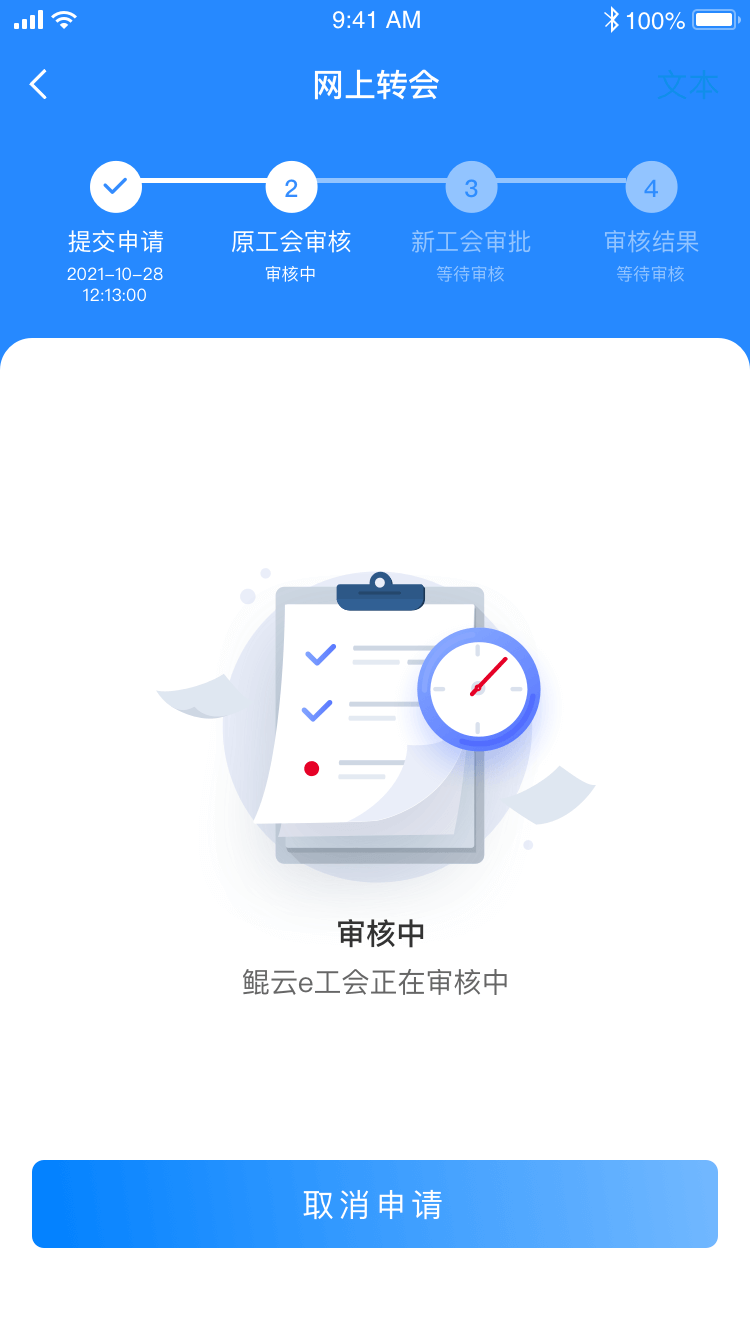 9:41 AM
100%
网上转会
文本
2
3
4
提交申请
原工会审核
新工会审批
审核结果
2021-10-28
12:13:00
审核中
等待审核
等待审核
审核中
鲲云e工会正在审核中
取消申请